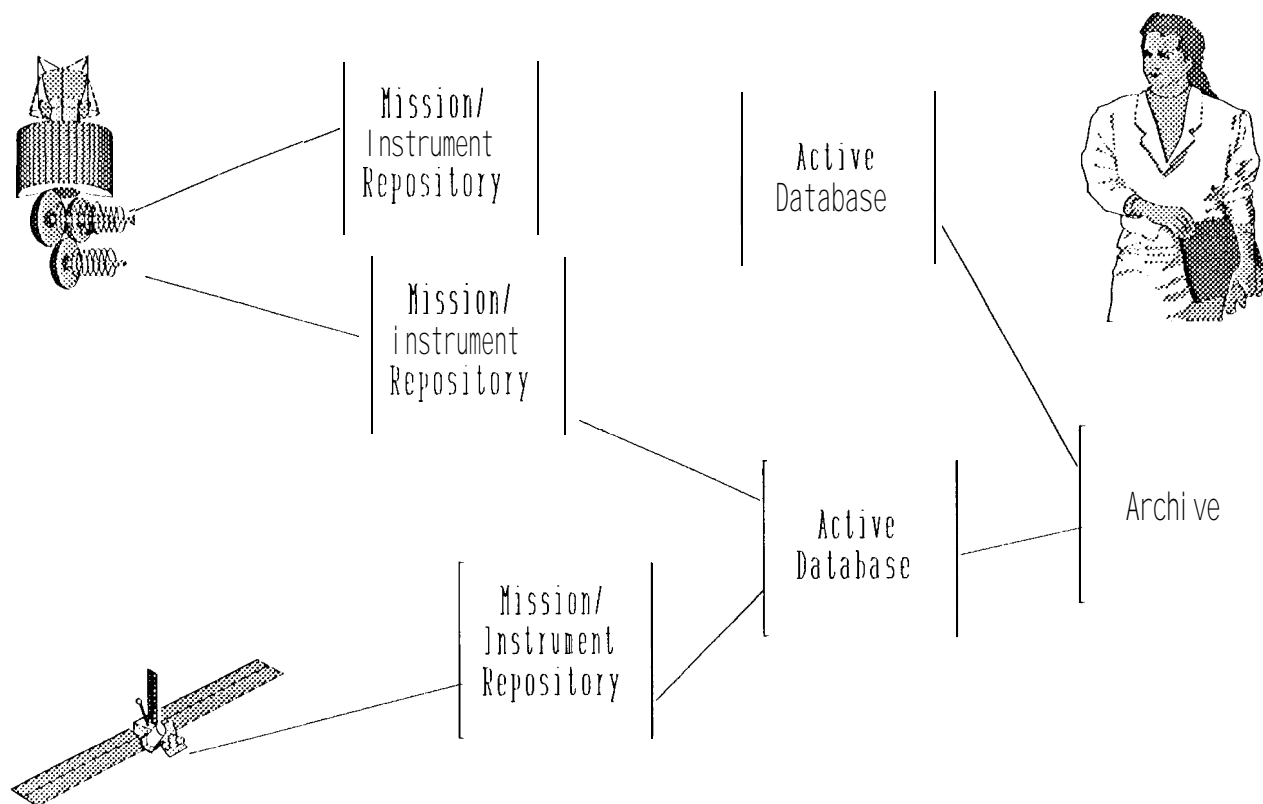 Mission/
Instrument
Repository
Active
Database
Mission/
instrument
Repository
Archive
Active
Database
Mission/
Instrument
Repository